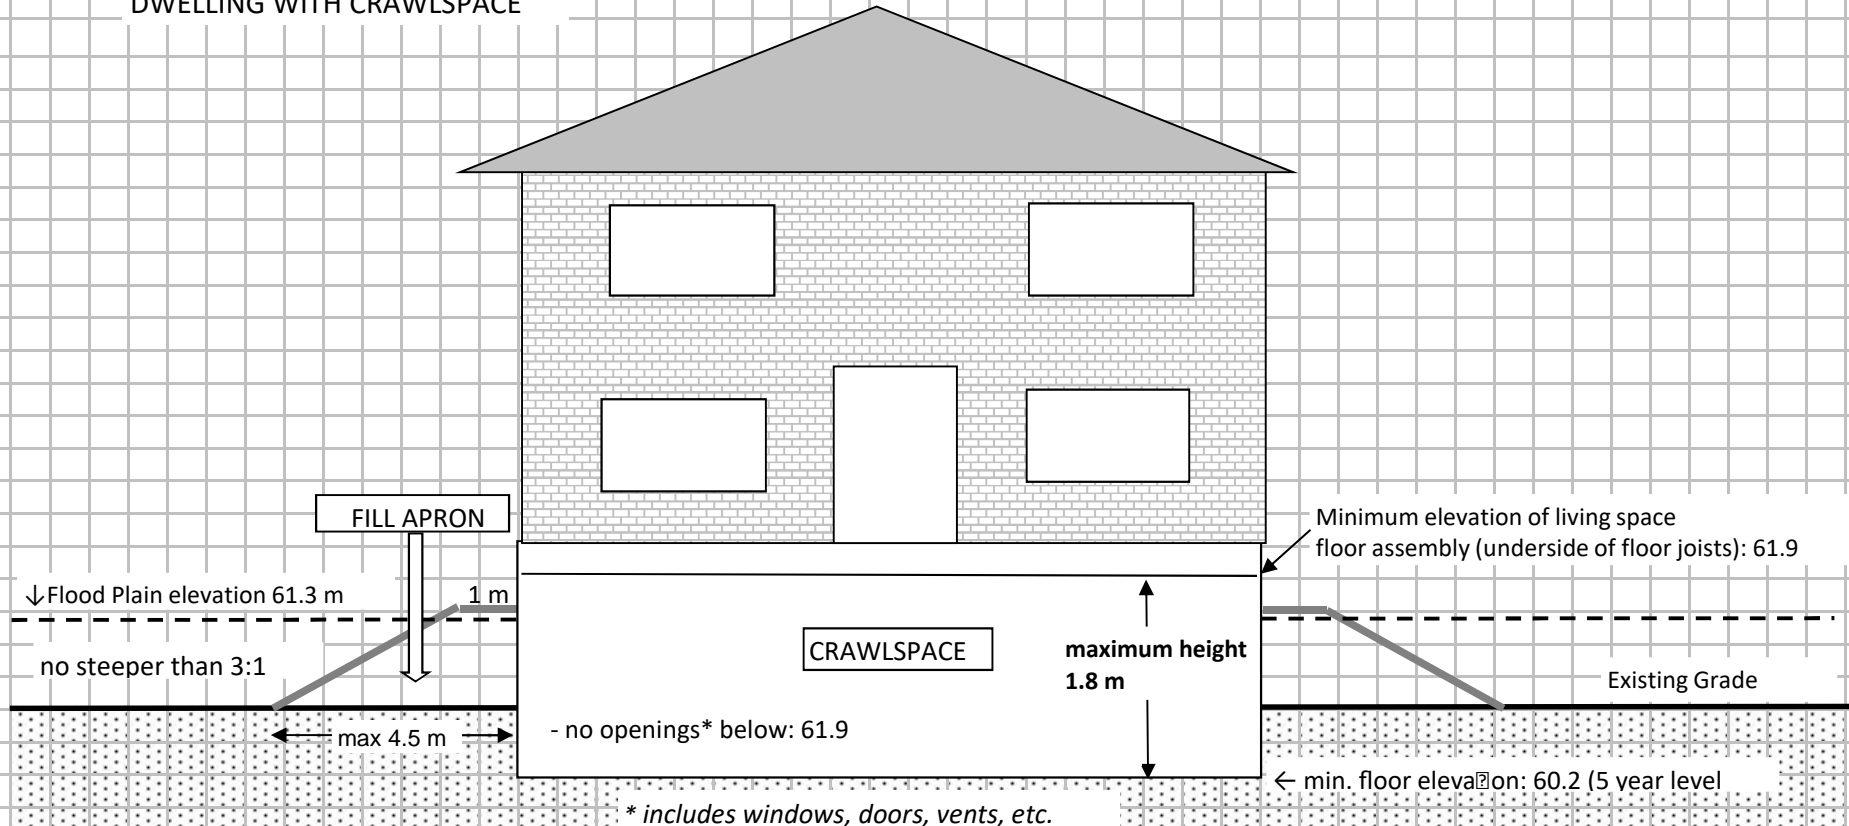 DWELLING WITH CRAWLSPACE
FILL APRON
Minimum elevation of living space
floor assembly (underside of floor joists): 61.9
↓Flood Plain elevation 61.3 m
1 m
no steeper than 3:1
CRAWLSPACE
maximum height
1.8 m
Existing Grade
max 4.5 m
- no openings* below: 61.9
← min. floor eleva�on: 60.2 (5 year level
* includes windows, doors, vents, etc.